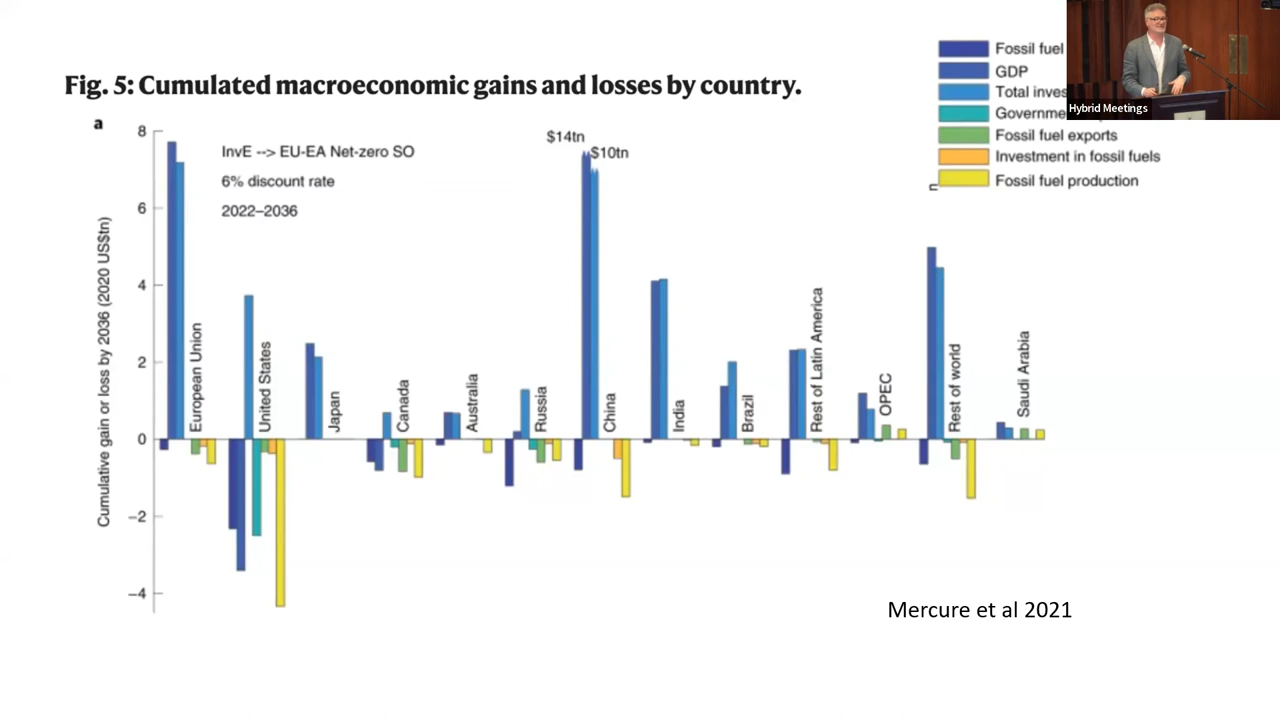 Fig. 5: Cumulated macroeconomic gains and losses by country.
a
Fossil fuel
GDP
Total inves
Governme
Fossil fuel exports
Investment in fossil fuels
Fossil fuel production
Hybrid Meetings
InvE --> EU-EA Net-zero SO
6% discount rate
2022–2036
$14tn
$10tn
Cumulative gain or loss by 2036 (2020 US$tn)
8
6
4
2
0
−2
−4
European Union
United States
Japan
Canada
Australia
Russia
China
India
Brazil
Rest of Latin America
OPEC
Rest of world
Saudi Arabia
Mercure et al 2021